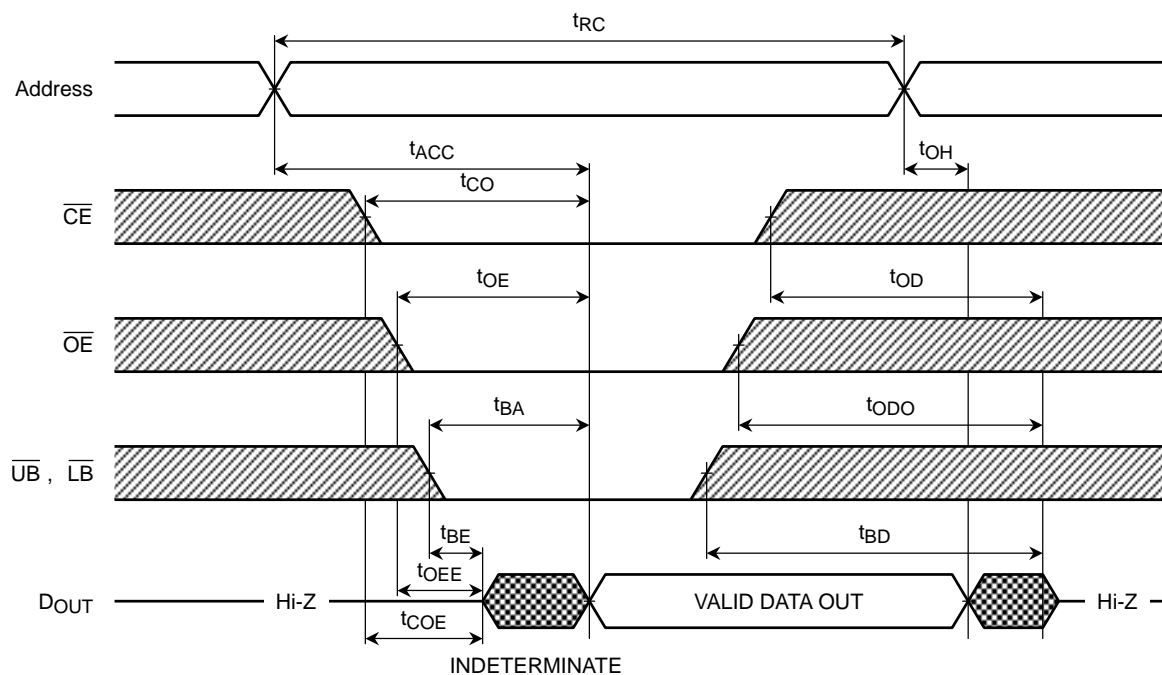 tRC
Address
tACC
tOH
tCO
CE
tOE
tOD
OE
tBA
tODO
UB , LB
tBE
tBD
tOEE
DOUT
Hi-Z
VALID DATA OUT
Hi-Z
tCOE
INDETERMINATE